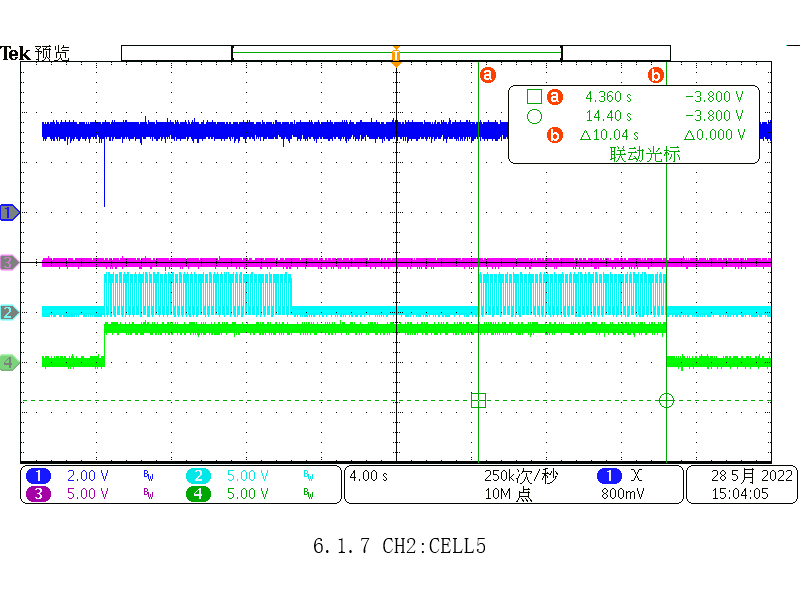 Tek 预览
T
a b
a 4.360 s −3.800 V
14.40 s −3.800 V
b △10.04 s △0.000 V
联动光标
1
3
2
4
1 2.00 V BW 2 5.00 V BW 4.00 s 250k次/秒 1 28 5月 2022
3 5.00 V BW 4 5.00 V BW 10M 点 800mV 15:04:05
6.1.7 CH2:CELL5